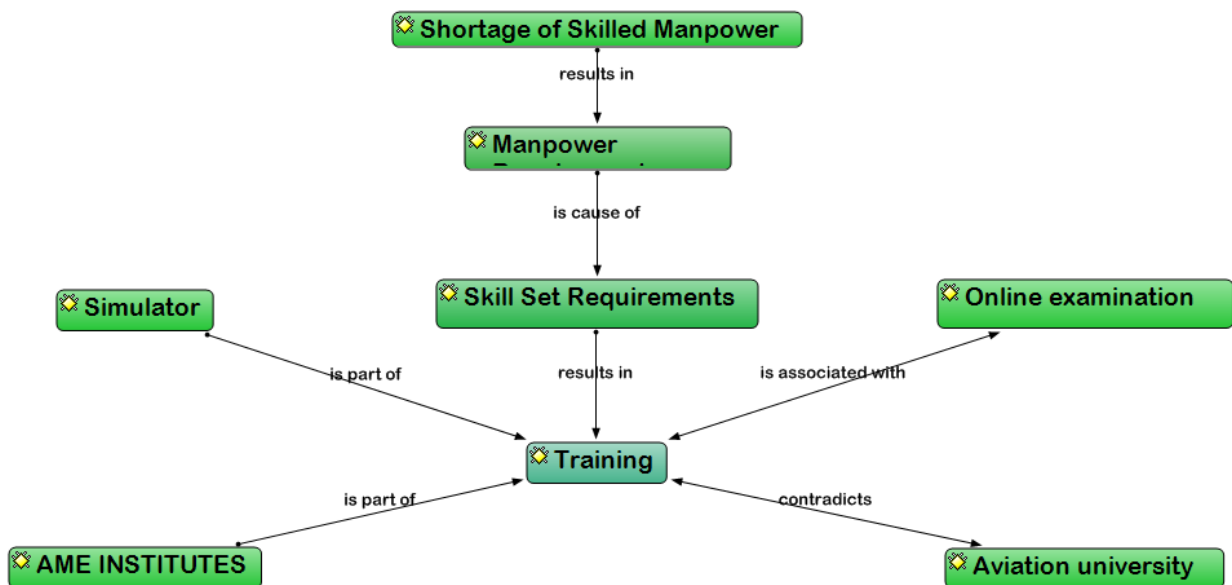 Shortage of Skilled Manpower
results in
Manpower
is cause of
Simulator
Skill Set Requirements
Online examination
is part of
results in
is associated with
Training
is part of
contradicts
AME INSTITUTES
Aviation university